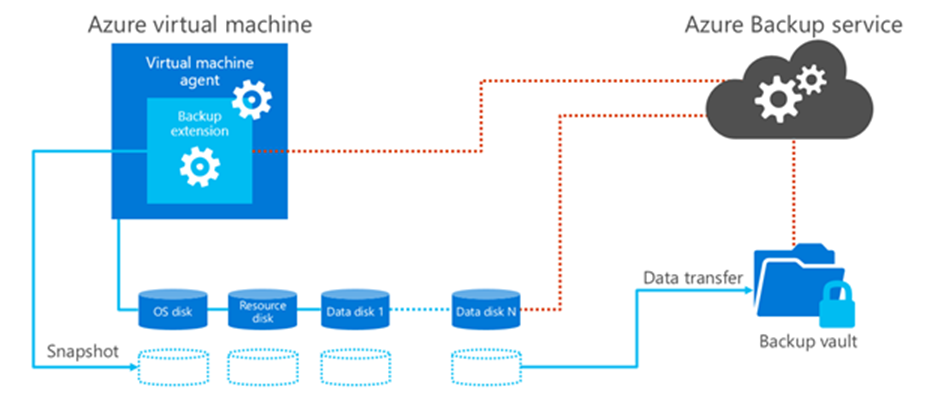 Azure virtual machine
Azure Backup service
Virtual machine
agent
Backup
extension
OS disk
Resource
disk
Data disk 1
Data disk N
Data transfer
Snapshot
Backup vault